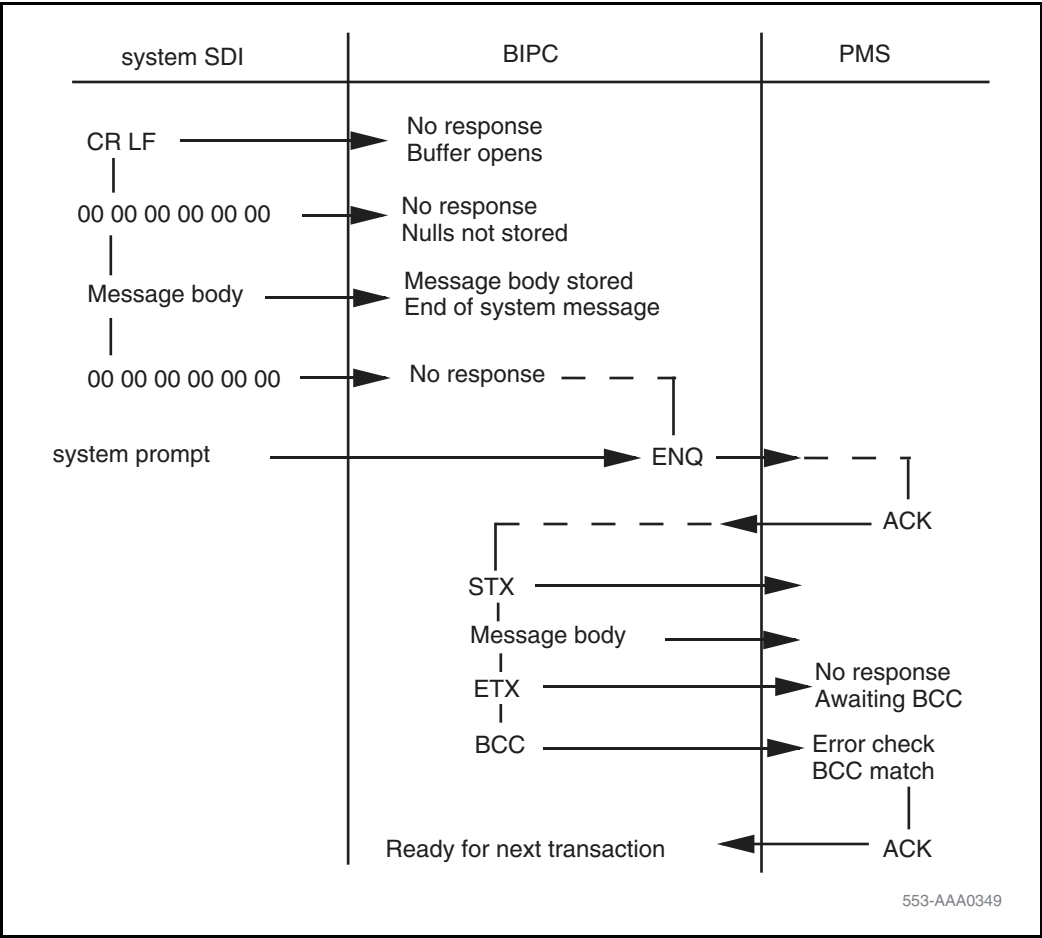 system SDI BIPC PMS
CR LF No response
Buffer opens
00 00 00 00 00 00 No response
Nulls not stored
Message body Message body stored
End of system message
00 00 00 00 00 00 No response
system prompt ENQ
ACK
STX
Message body
ETX No response
Awaiting BCC
BCC Error check
BCC match
Ready for next transaction ACK
553-AAA0349